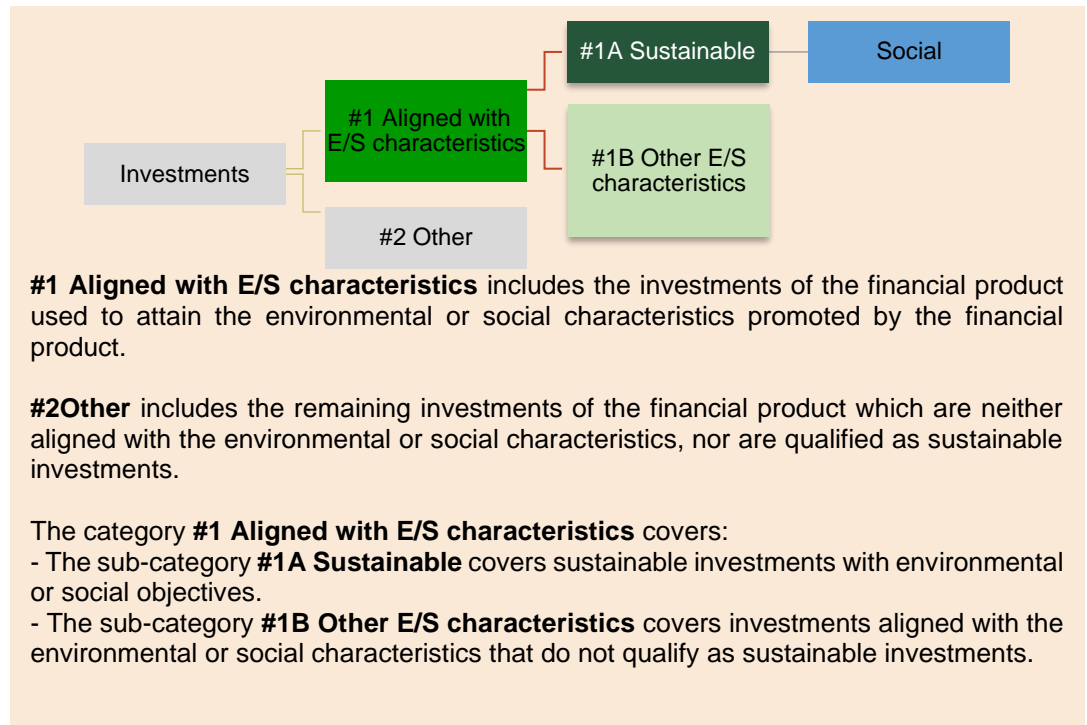 #1A Sustainable
Social
#1 Aligned with
E/S characteristics
#1B Other E/S
characteristics
Investments
#2 Other
#1 Aligned with E/S characteristics includes the investments of the financial product
used to attain the environmental or social characteristics promoted by the financial
product.
#2Other includes the remaining investments of the financial product which are neither
aligned with the environmental or social characteristics, nor are qualified as sustainable
investments.
The category #1 Aligned with E/S characteristics covers:
- The sub-category #1A Sustainable covers sustainable investments with environmental
or social objectives.
- The sub-category #1B Other E/S characteristics covers investments aligned with the
environmental or social characteristics that do not qualify as sustainable investments.